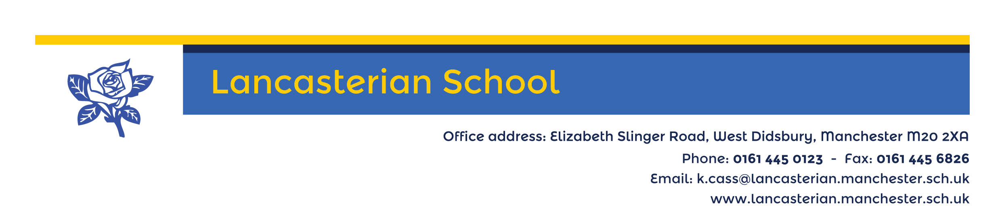 Lancasterian School
Office address: Elizabeth Slinger Road, West Didsbury, Manchester M20 2XA
Phone: 0161 445 0123 - Fax: 0161 445 6826
Email: k.cass@lancasterian.manchester.sch.uk
www.lancasterian.manchester.sch.uk